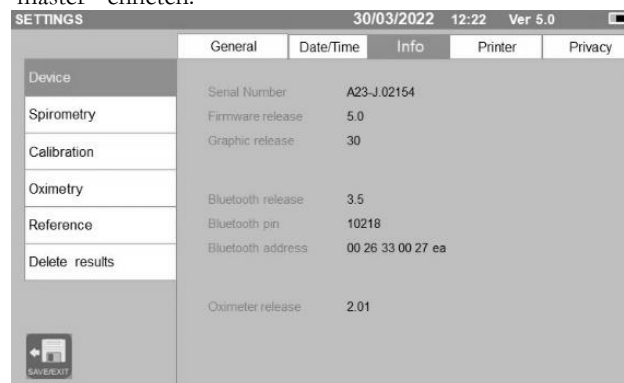 SETTINGS 30/03/2022 12:22 Ver 5.0
General Date/Time Info Printer Privacy
Device
Spirometry
Calibration
Oximetry
Reference
Delete results
Serial Number A23-J.02154
Firmware release 5.0
Graphic release 30
Bluetooth release 3.5
Bluetooth pin 10218
Bluetooth address 00 26 33 00 27 ea
Oximeter release 2.01
SAVE/EXIT